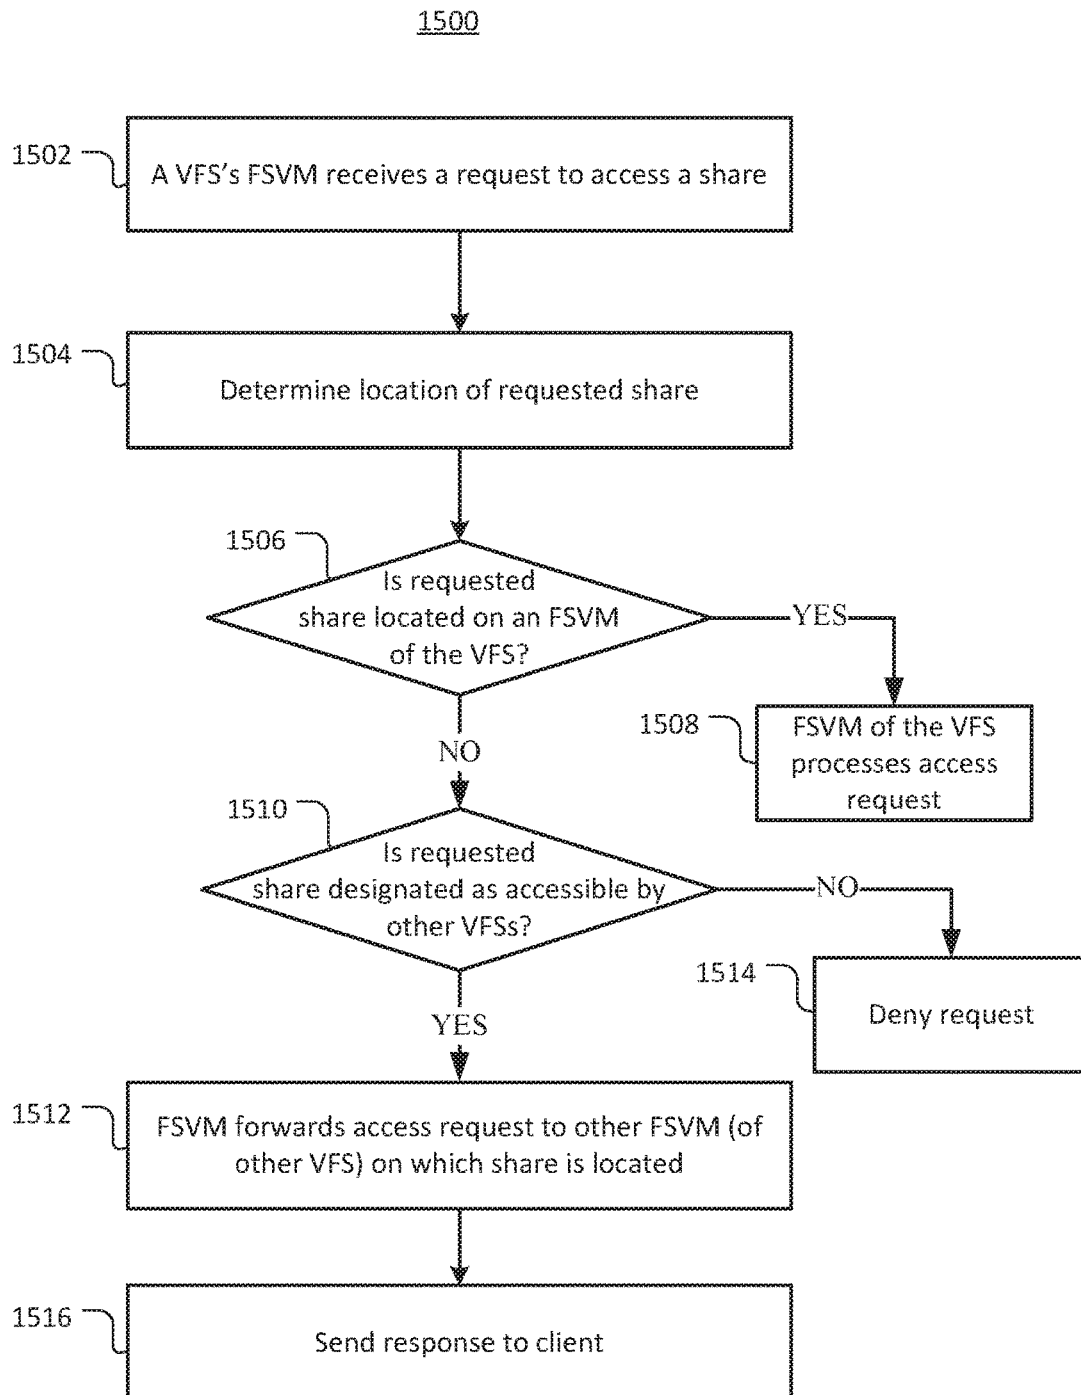 1500
1502
A VFS's FSVM receives a request to access a share
1504
Determine location of requested share
1506
Is requested
share located on an FSVM
of the VFS?
YES
1508
FSVM of the VFS
processes access
request
NO
1510
Is requested
share designated as accessible by
other VFSs?
NO
1514
Deny request
YES
1512
FSVM forwards access request to other FSVM (of
other VFS) on which share is located
1516
Send response to client